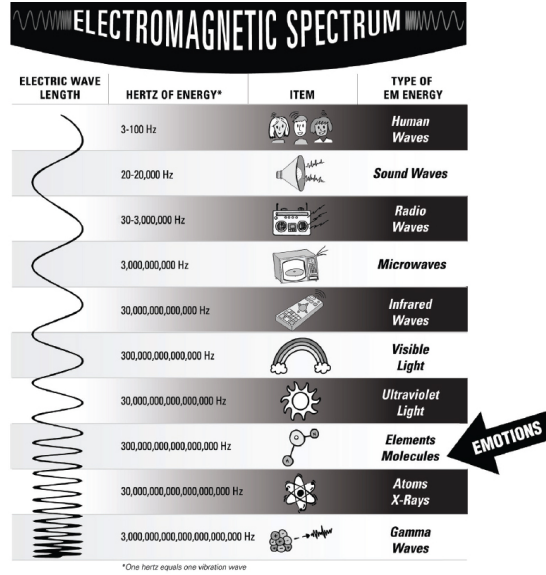 ELECTROMAGNETIC SPECTRUM
ELECTRIC WAVE LENGTH
HERTZ OF ENERGY*
ITEM
TYPE OF EM ENERGY
3-100 Hz
Human Waves
20-20,000 Hz
Sound Waves
30-3,000,000 Hz
Radio Waves
3,000,000,000 Hz
Microwaves
30,000,000,000,000 Hz
Infrared Waves
300,000,000,000,000 Hz
Visible Light
30,000,000,000,000,000 Hz
Ultraviolet Light
300,000,000,000,000,000 Hz
Elements Molecules
EMOTIONS
30,000,000,000,000,000,000 Hz
Atoms X-Rays
3,000,000,000,000,000,000,000 Hz
Gamma Waves
*One hertz equals one vibration wave